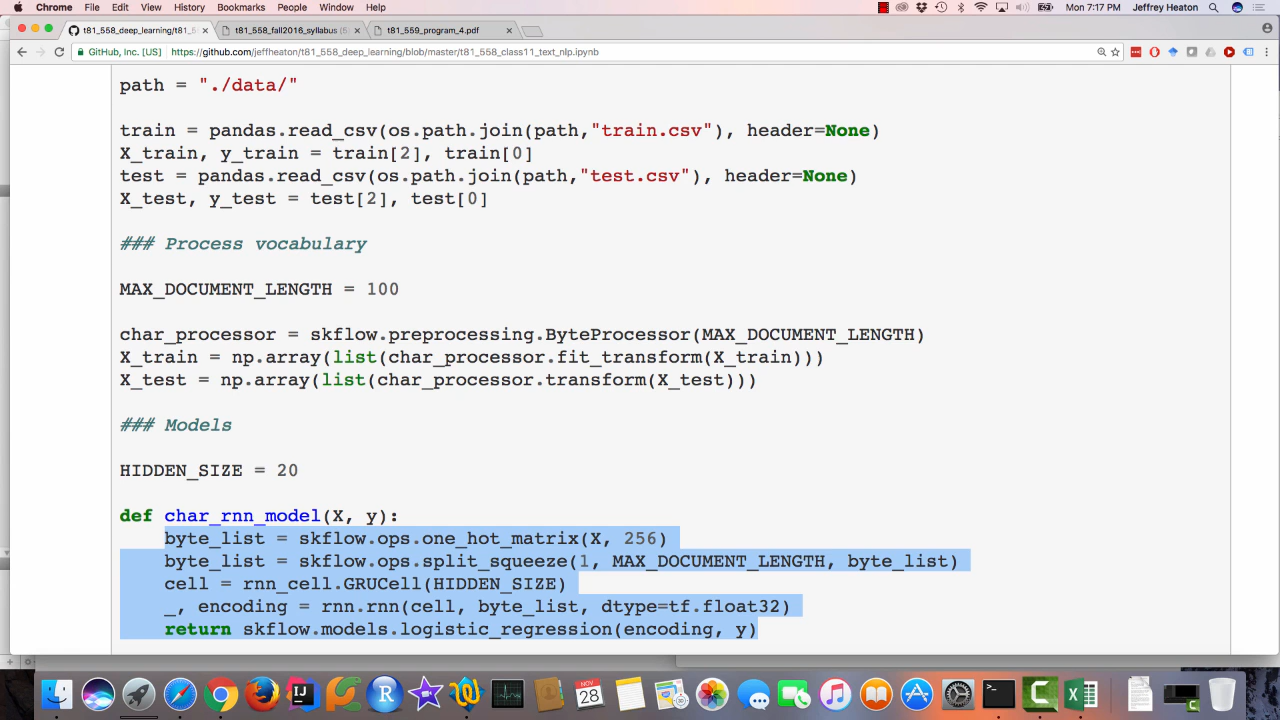 Chrome File Edit View History Bookmarks People Window Help Mon 7:17 PM Jeffrey Heaton
t81_558_deep_learning/t81_5 t81_558_fall2016_syllabus (5 t81_559_program_4.pdf
GitHub, Inc. [US] https://github.com/jeffheaton/t81_558_deep_learning/blob/master/t81_558_class11_text_nlp.ipynb
path = "./data/"
train = pandas.read_csv(os.path.join(path,"train.csv"), header=None)
X_train, y_train = train[2], train[0]
test = pandas.read_csv(os.path.join(path,"test.csv"), header=None)
X_test, y_test = test[2], test[0]
### Process vocabulary
MAX_DOCUMENT_LENGTH = 100
char_processor = skflow.preprocessing.ByteProcessor(MAX_DOCUMENT_LENGTH)
X_train = np.array(list(char_processor.fit_transform(X_train)))
X_test = np.array(list(char_processor.transform(X_test)))
### Models
HIDDEN_SIZE = 20
def char_rnn_model(X, y):
byte_list = skflow.ops.one_hot_matrix(X, 256)
byte_list = skflow.ops.split_squeeze(1, MAX_DOCUMENT_LENGTH, byte_list)
cell = rnn_cell.GRUCell(HIDDEN_SIZE)
_, encoding = rnn.rnn(cell, byte_list, dtype=tf.float32)
return skflow.models.logistic_regression(encoding, y)
IJ R NOV 28